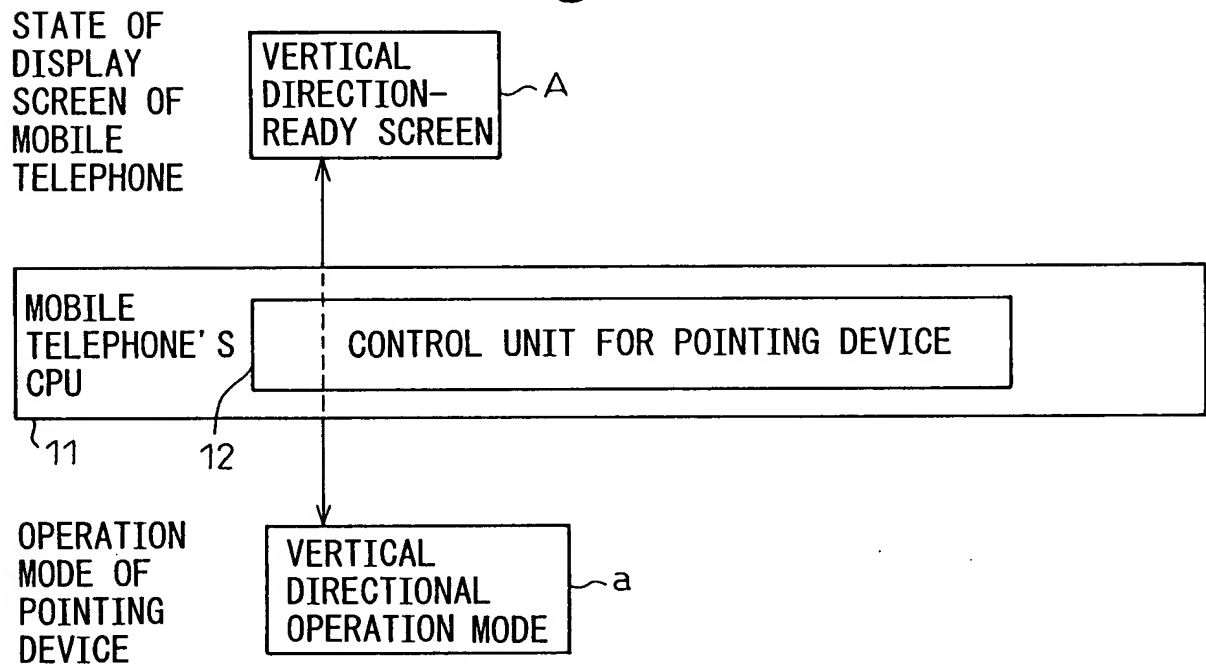 STATE OF
DISPLAY
SCREEN OF
MOBILE
TELEPHONE
VERTICAL
DIRECTION-
READY SCREEN
A
MOBILE
TELEPHONE'S
CPU
CONTROL UNIT FOR POINTING DEVICE
11
12
OPERATION
MODE OF
POINTING
DEVICE
VERTICAL
DIRECTIONAL
OPERATION MODE
a